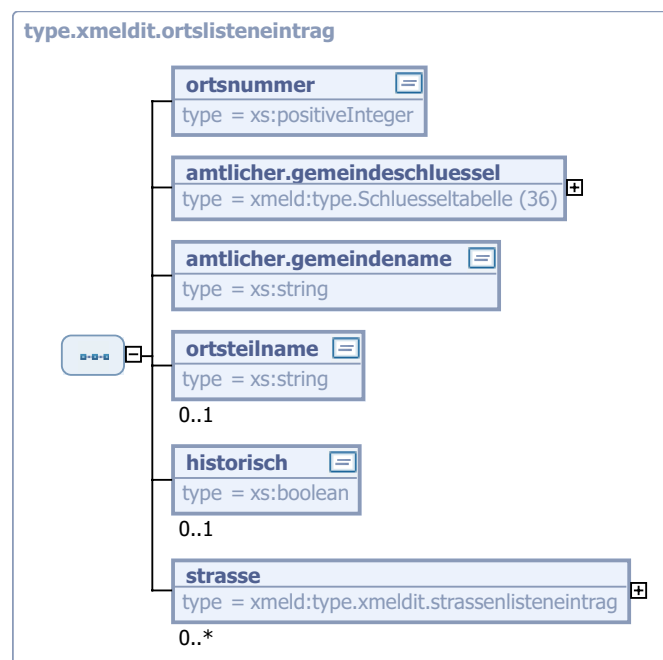 type.xmeldit.ortslisteneintrag
ortsnummer
type = xs:positiveInteger
amtlicher.gemeindeschluessel
type = xmeld:type.Schluesseltabelle (36)
amtlicher.gemeindename
type = xs:string
ortsteilname
type = xs:string
0..1
historisch
type = xs:boolean
0..1
strasse
type = xmeld:type.xmeldit.strassenlisteneintrag
0..*